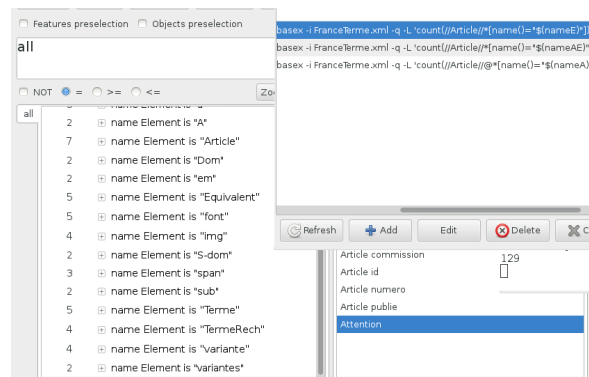 Features preselection Objects preselection
all
NOT = >= <=
all
2 name Element is "A"
7 name Element is "Article"
2 name Element is "Dom"
2 name Element is "em"
5 name Element is "Equivalent"
5 name Element is "font"
4 name Element is "img"
2 name Element is "S-dom"
3 name Element is "span"
2 name Element is "sub"
5 name Element is "Terme"
4 name Element is "TermeRech"
4 name Element is "variante"
2 name Element is "variantes"
basex -i FranceTerme.xml -q -L 'count(//Article//*[name()="$(nameE)"])
basex -i FranceTerme.xml -q -L 'count(//Article//*[name()="$(nameAE)"
basex -i FranceTerme.xml -q -L 'count(//Article//@*[name()="$(nameA)
Refresh Add Edit Delete
Article commission
129
Article id
Article numero
Article publie
Attention